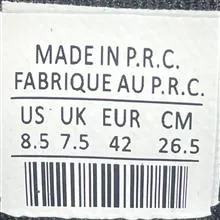 MADE IN P.R.C.
FABRIQUE AU P.R.C.
US UK EUR CM
8.5 7.5 42 26.5